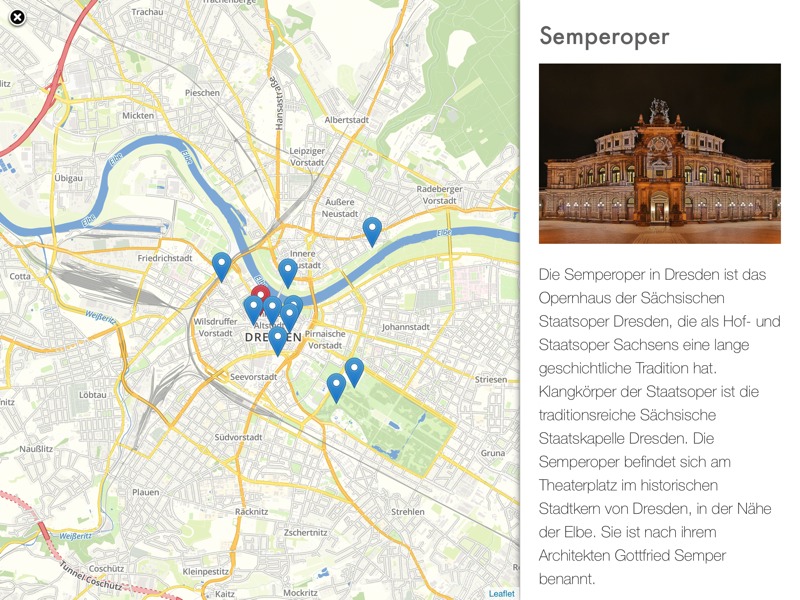 Trachau
Pieschen
Hansastraße
Mickten
Albertstadt
Leipziger
Vorstadt
Elbe
Elbe
Übigau
Radeberger
Vorstadt
Äußere
Neustadt
Elbe
Elbe
Friedrichstadt
Innere
Cotta
Weißeritz
Wilsdruffer
Vorstadt
Pirnaische
Vorstadt
Johannstadt
Seevorstadt
Striesen
Löbtau
Südvorstadt
Naußlitz
Gruna
Plauen
Räcknitz
Strehlen
Zschertnitz
Weißeritz
Coschütz
Kleinpestitz
Tunnel Coschütz
Kaitz
Mockritz
Leaflet
Semperoper
Die Semperoper in Dresden ist das
Opernhaus der Sächsischen
Staatsoper Dresden, die als Hof- und
Staatsoper Sachsens eine lange
geschichtliche Tradition hat.
Klangkörper der Staatsoper ist die
traditionsreiche Sächsische
Staatskapelle Dresden. Die
Semperoper befindet sich am
Theaterplatz im historischen
Stadtkern von Dresden, in der Nähe
der Elbe. Sie ist nach ihrem
Architekten Gottfried Semper
benannt.